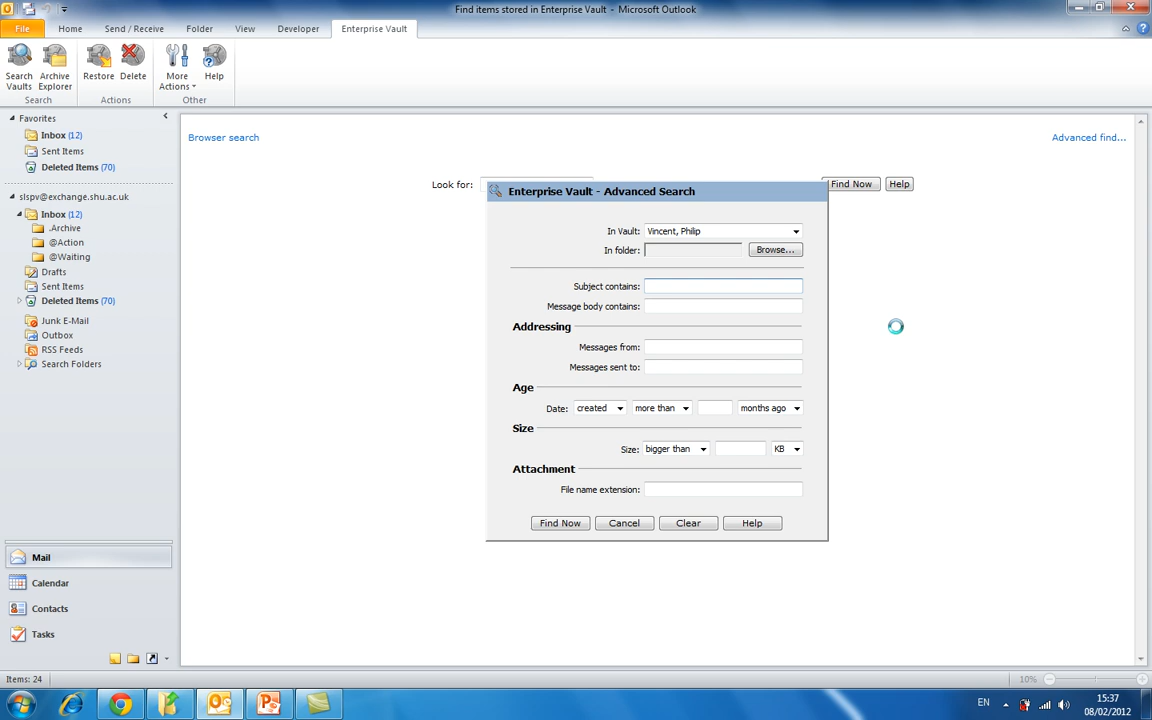 Find items stored in Enterprise Vault - Microsoft Outlook
File Home Send / Receive Folder View Developer Enterprise Vault
Search Vaults Archive Explorer Restore Delete More Actions Help
Search Actions Other
Favorites
Inbox (12)
Sent Items
Deleted Items (70)
slspv@exchange.shu.ac.uk
Inbox (12)
.Archive
@Action
@Waiting
Drafts
Sent Items
Deleted Items (70)
Junk E-Mail
Outbox
RSS Feeds
Search Folders
Mail
Calendar
Contacts
Tasks
Browser search Advanced find...
Look for: Find Now Help
Enterprise Vault - Advanced Search
In Vault: Vincent, Philip
In folder: Browse...
Subject contains:
Message body contains:
Addressing
Messages from:
Messages sent to:
Age
Date: created more than months ago
Size
Size: bigger than KB
Attachment
File name extension:
Find Now Cancel Clear Help
Items: 24 10%
EN 15:37
08/02/2012